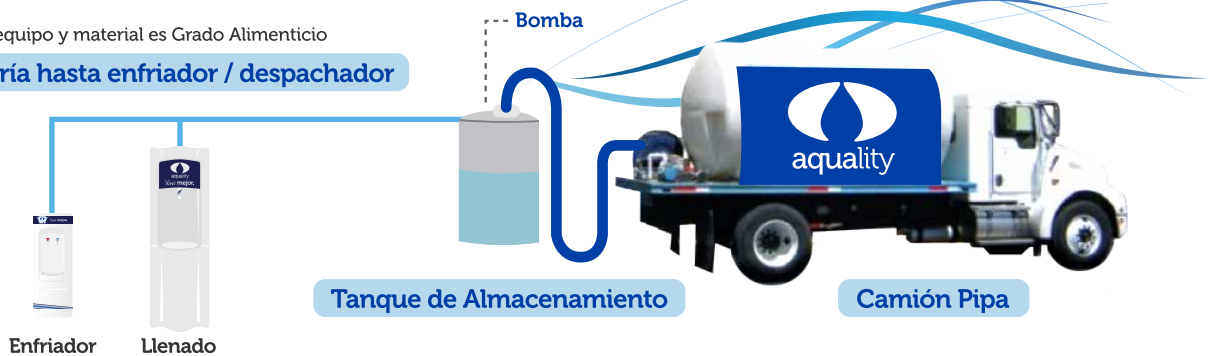 Bomba
equipo y material es Grado Alimenticio
ría hasta enfriador / despachador
aquality
aquality
Vive mejor.
Tanque de Almacenamiento
Camión Pipa
Enfriador
Llenado